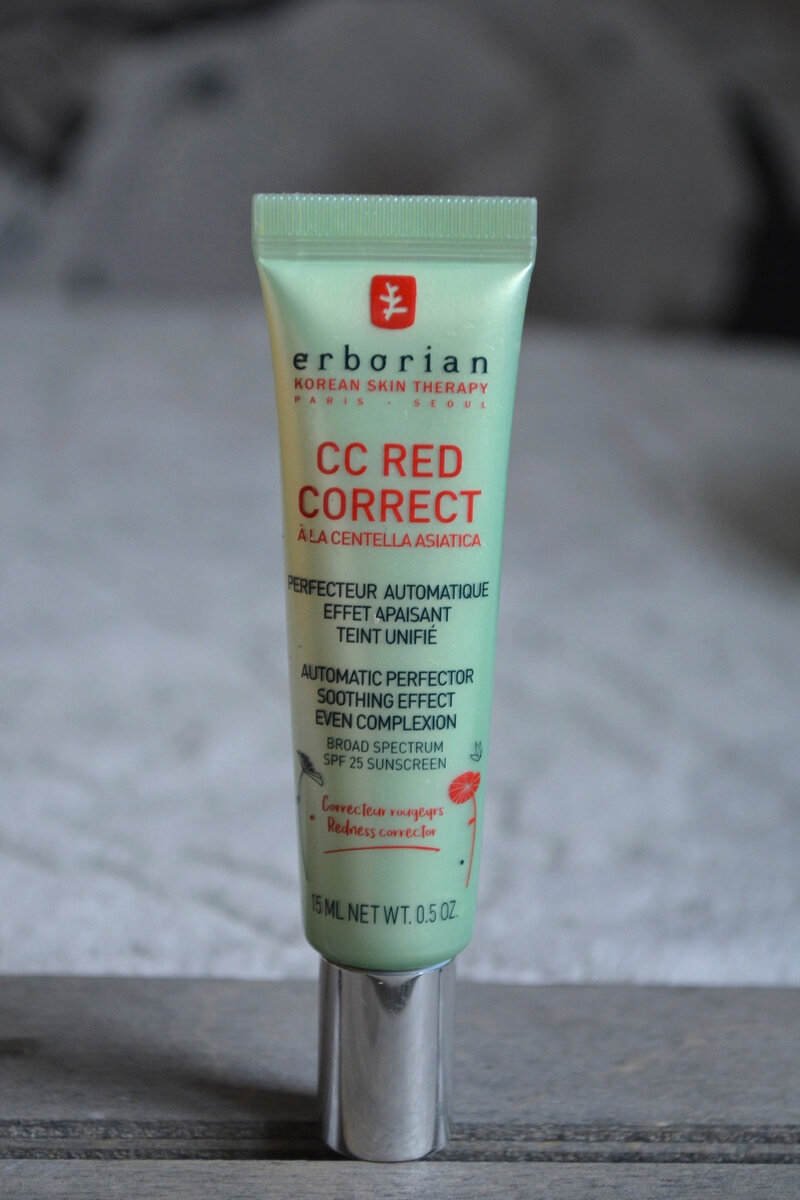 erborian
KOREAN SKIN THERAPY
PARIS - SEOUL
CC RED
CORRECT
À LA CENTELLA ASIATICA
PERFECTEUR AUTOMATIQUE
EFFET APAISANT
TEINT UNIFIÉ
AUTOMATIC PERFECTOR
SOOTHING EFFECT
EVEN COMPLEXION
BROAD SPECTRUM
SPF 25 SUNSCREEN
Correcteur rougeurs
Redness corrector
15 ML NET WT. 0.5 OZ.